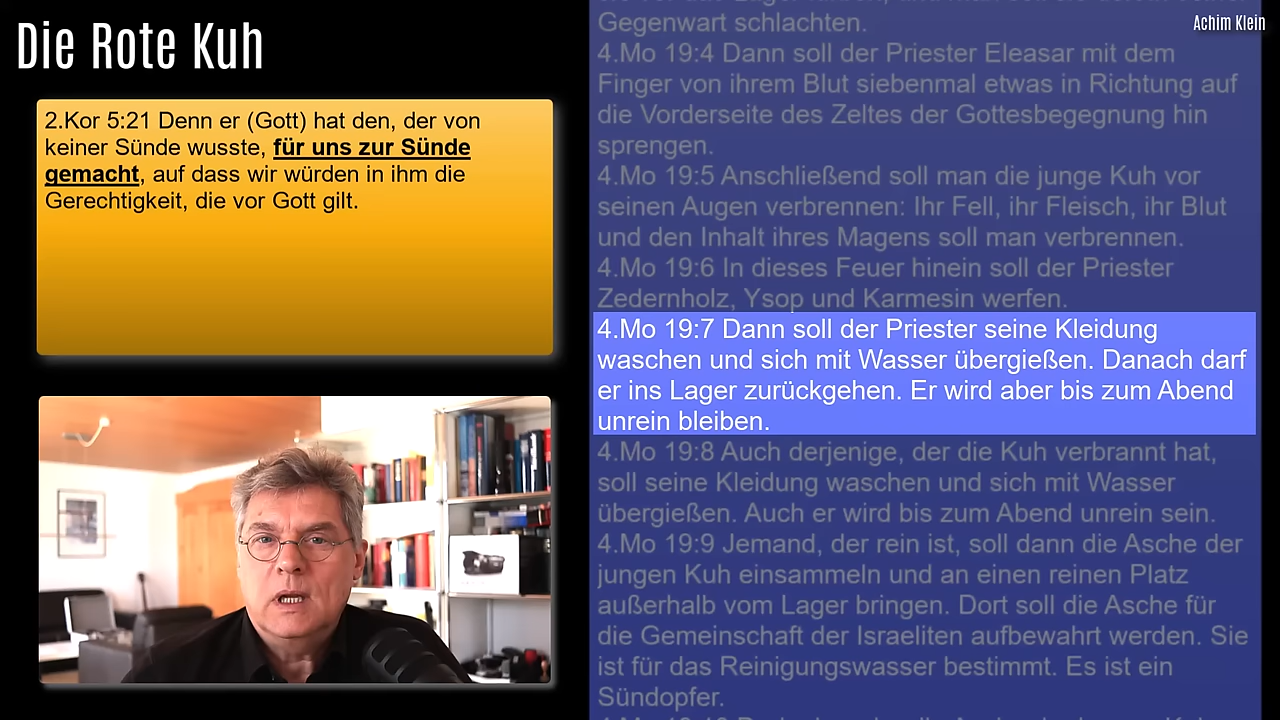 Die Rote Kuh
2.Kor 5:21 Denn er (Gott) hat den, der von
keiner Sünde wusste, für uns zur Sünde
gemacht, auf dass wir würden in ihm die
Gerechtigkeit, die vor Gott gilt.
Achim Klein
Gegenwart schlachten.
4.Mo 19:4 Dann soll der Priester Eleasar mit dem
Finger von ihrem Blut siebenmal etwas in Richtung auf
die Vorderseite des Zeltes der Gottesbegegnung hin
sprengen.
4.Mo 19:5 Anschließend soll man die junge Kuh vor
seinen Augen verbrennen: Ihr Fell, ihr Fleisch, ihr Blut
und den Inhalt ihres Magens soll man verbrennen.
4.Mo 19:6 In dieses Feuer hinein soll der Priester
Zedernholz, Ysop und Karmesin werfen.
4.Mo 19:7 Dann soll der Priester seine Kleidung
waschen und sich mit Wasser übergießen. Danach darf
er ins Lager zurückgehen. Er wird aber bis zum Abend
unrein bleiben.
4.Mo 19:8 Auch derjenige, der die Kuh verbrannt hat,
soll seine Kleidung waschen und sich mit Wasser
übergießen. Auch er wird bis zum Abend unrein sein.
4.Mo 19:9 Jemand, der rein ist, soll dann die Asche der
jungen Kuh einsammeln und an einen reinen Platz
außerhalb vom Lager bringen. Dort soll die Asche für
die Gemeinschaft der Israeliten aufbewahrt werden. Sie
ist für das Reinigungswasser bestimmt. Es ist ein
Sündopfer.